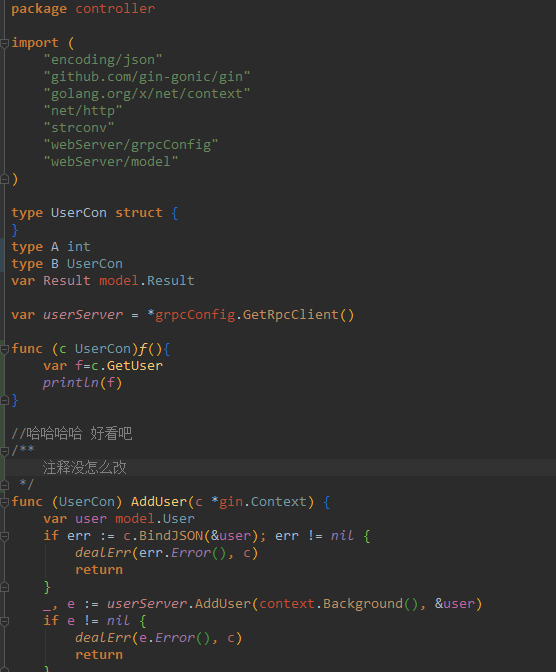 package controller
import (
"encoding/json"
"github.com/gin-gonic/gin"
"golang.org/x/net/context"
"net/http"
"strconv"
"webServer/grpcConfig"
"webServer/model"
)
type UserCon struct {
}
type A int
type B UserCon
var Result model.Result
var userServer = *grpcConfig.GetRpcClient()
func (c UserCon)f(){
var f=c.GetUser
println(f)
}
//哈哈哈哈 好看吧
/**
注释没怎么改
*/
func (UserCon) AddUser(c *gin.Context) {
var user model.User
if err := c.BindJSON(&user); err != nil {
dealErr(err.Error(), c)
return
}
_, e := userServer.AddUser(context.Background(), &user)
if e != nil {
dealErr(e.Error(), c)
return
}